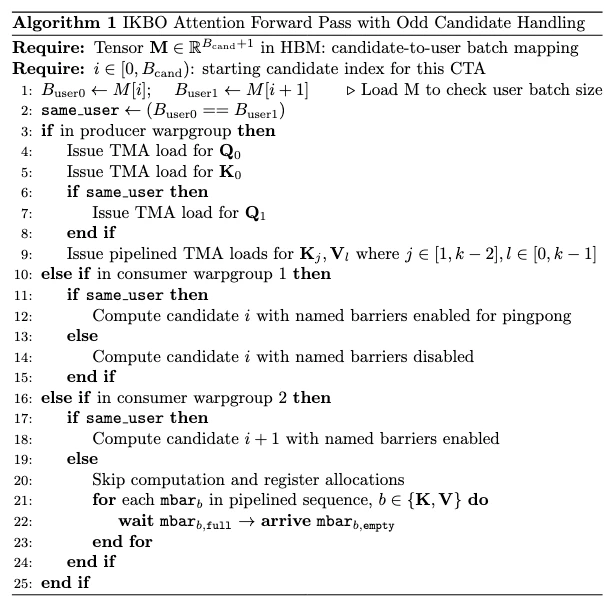 Algorithm 1 IKBO Attention Forward Pass with Odd Candidate Handling
Require: Tensor M ∈ ℝ^{B_cand+1} in HBM: candidate-to-user batch mapping
Require: i ∈ [0, B_cand): starting candidate index for this CTA
1: B_user0 ← M[i]; B_user1 ← M[i + 1] ▷ Load M to check user batch size
2: same_user ← (B_user0 == B_user1)
3: if in producer warpgroup then
4: Issue TMA load for Q_0
5: Issue TMA load for K_0
6: if same_user then
7: Issue TMA load for Q_1
8: end if
9: Issue pipelined TMA loads for K_j, V_l where j ∈ [1, k − 2], l ∈ [0, k − 1]
10: else if in consumer warpgroup 1 then
11: if same_user then
12: Compute candidate i with named barriers enabled for pingpong
13: else
14: Compute candidate i with named barriers disabled
15: end if
16: else if in consumer warpgroup 2 then
17: if same_user then
18: Compute candidate i + 1 with named barriers enabled
19: else
20: Skip computation and register allocations
21: for each mbar_b in pipelined sequence, b ∈ {K, V} do
22: wait mbar_{b,full} → arrive mbar_{b,empty}
23: end for
24: end if
25: end if